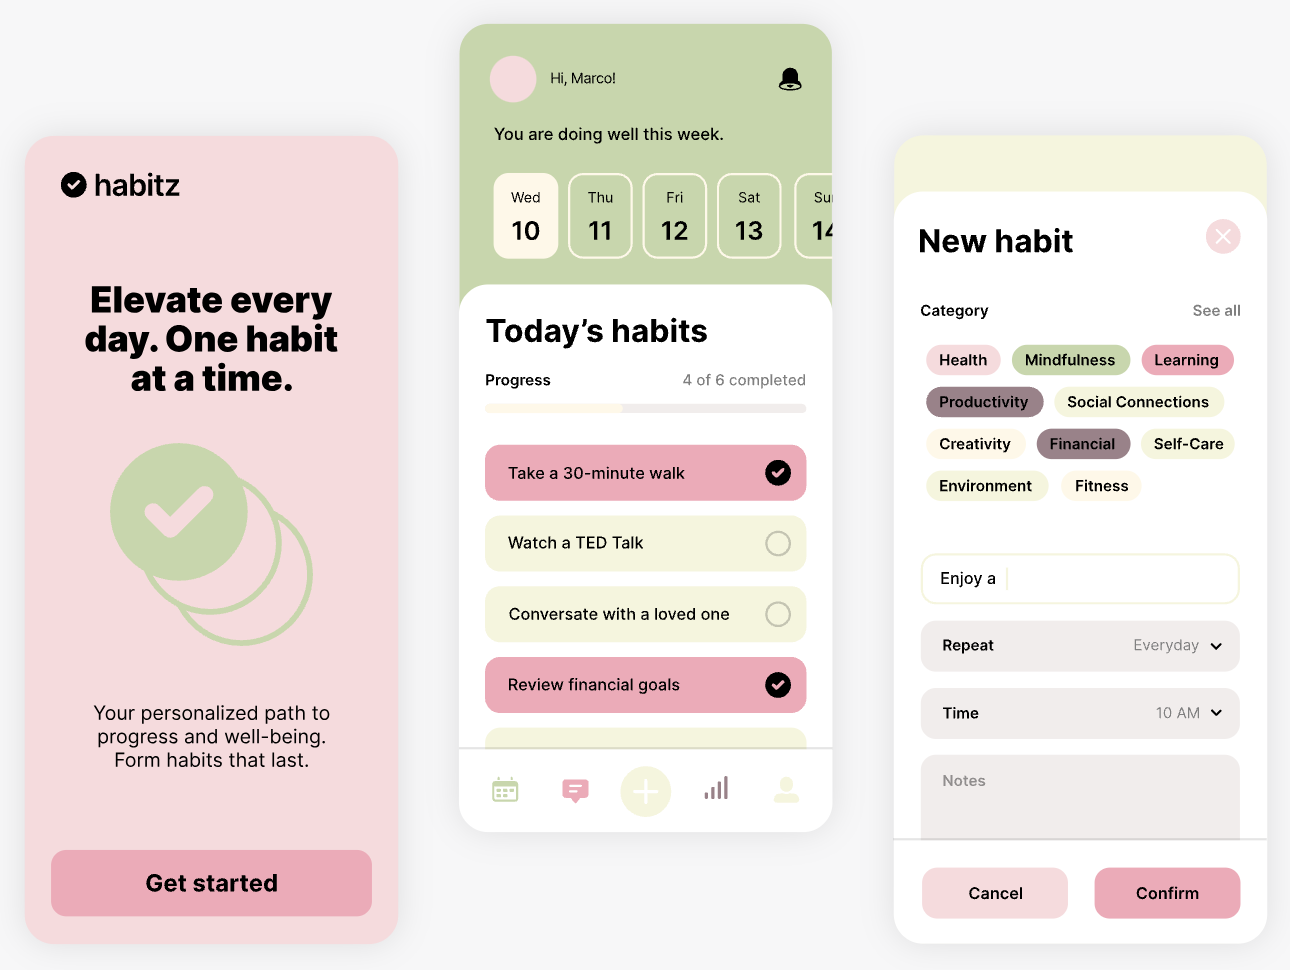 habitz
Elevate every
day. One habit
at a time.
Your personalized path to
progress and well-being.
Form habits that last.
Get started
Hi, Marco!
You are doing well this week.
Wed Thu Fri Sat Su
10 11 12 13 14
Today’s habits
Progress 4 of 6 completed
Take a 30-minute walk
Watch a TED Talk
Conversate with a loved one
Review financial goals
New habit
Category See all
Health Mindfulness Learning
Productivity Social Connections
Creativity Financial Self-Care
Environment Fitness
Enjoy a
Repeat Everyday
Time 10 AM
Notes
Cancel Confirm